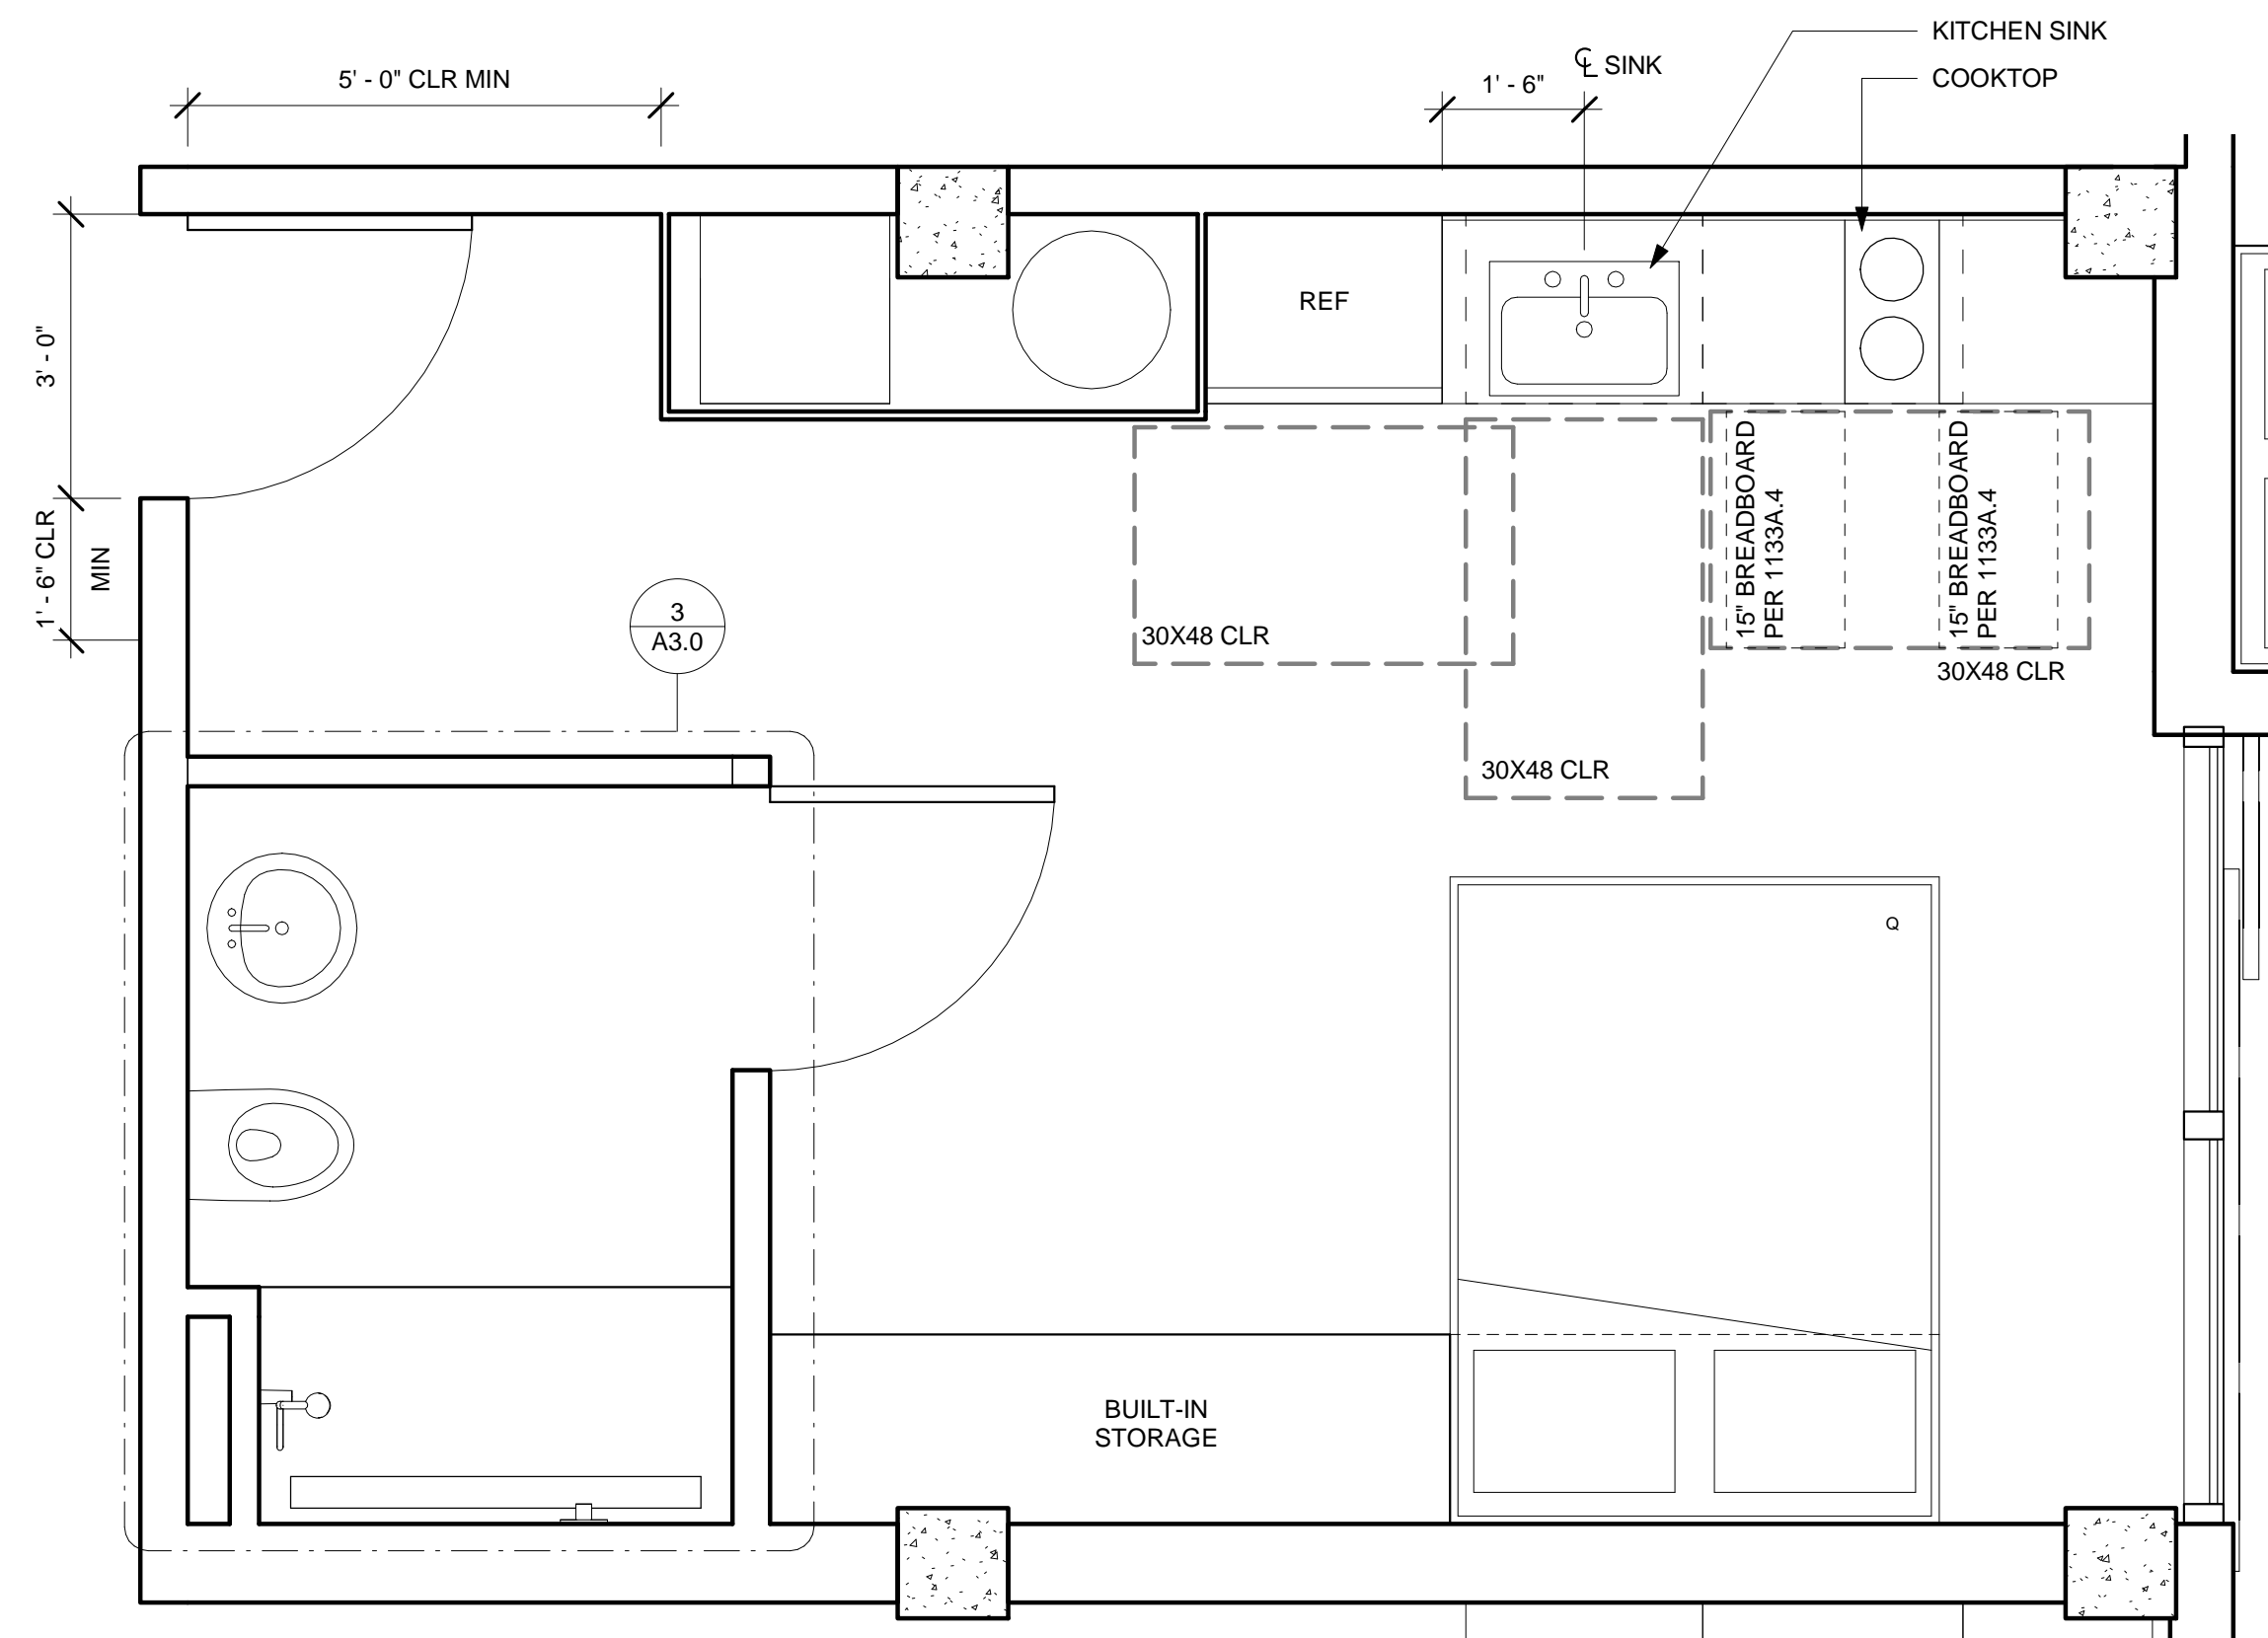 KITCHEN SINK
℄ SINK
5' - 0" CLR MIN
1' - 6"
COOKTOP
3' - 0"
REF
1' - 6" CLR
MIN
15" BREADBOARD
PER 1133A.4
15" BREADBOARD
PER 1133A.4
3
A3.0
30X48 CLR
30X48 CLR
30X48 CLR
Q
BUILT-IN
STORAGE